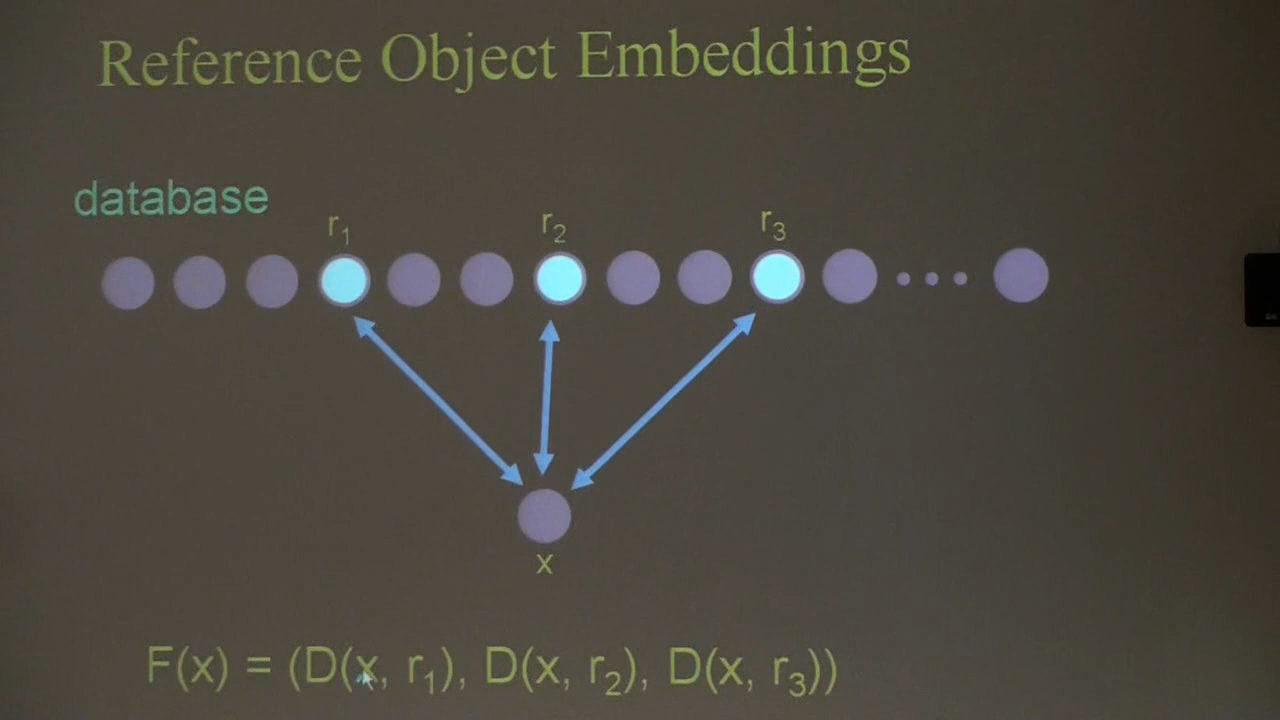 Reference Object Embeddings
database
r₁ r₂ r₃
x
F(x) = (D(x, r₁), D(x, r₂), D(x, r₃))